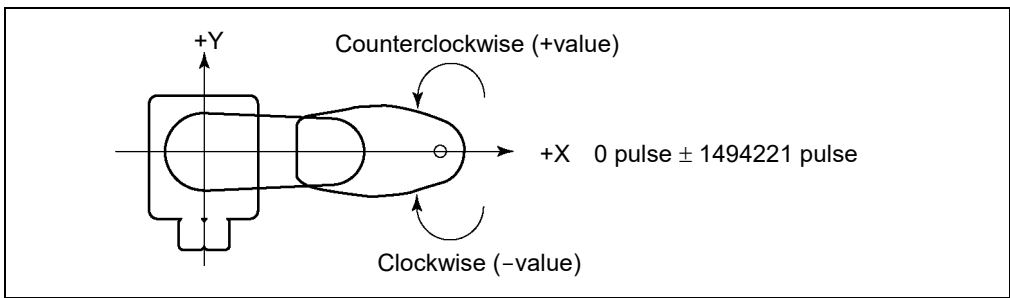 +Y
Counterclockwise (+value)
+X 0 pulse ± 1494221 pulse
Clockwise (−value)